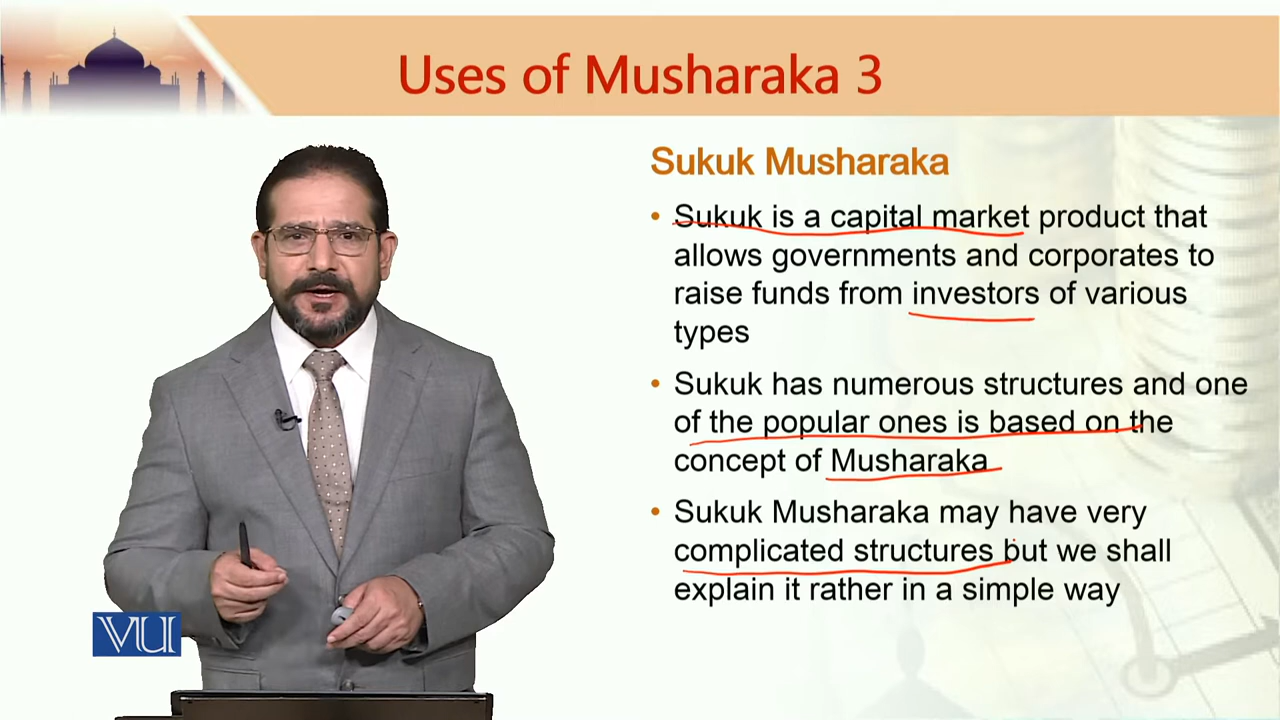 Uses of Musharaka 3
Sukuk Musharaka
• Sukuk is a capital market product that
allows governments and corporates to
raise funds from investors of various
types
• Sukuk has numerous structures and one
of the popular ones is based on the
concept of Musharaka
• Sukuk Musharaka may have very
complicated structures but we shall
explain it rather in a simple way
VU